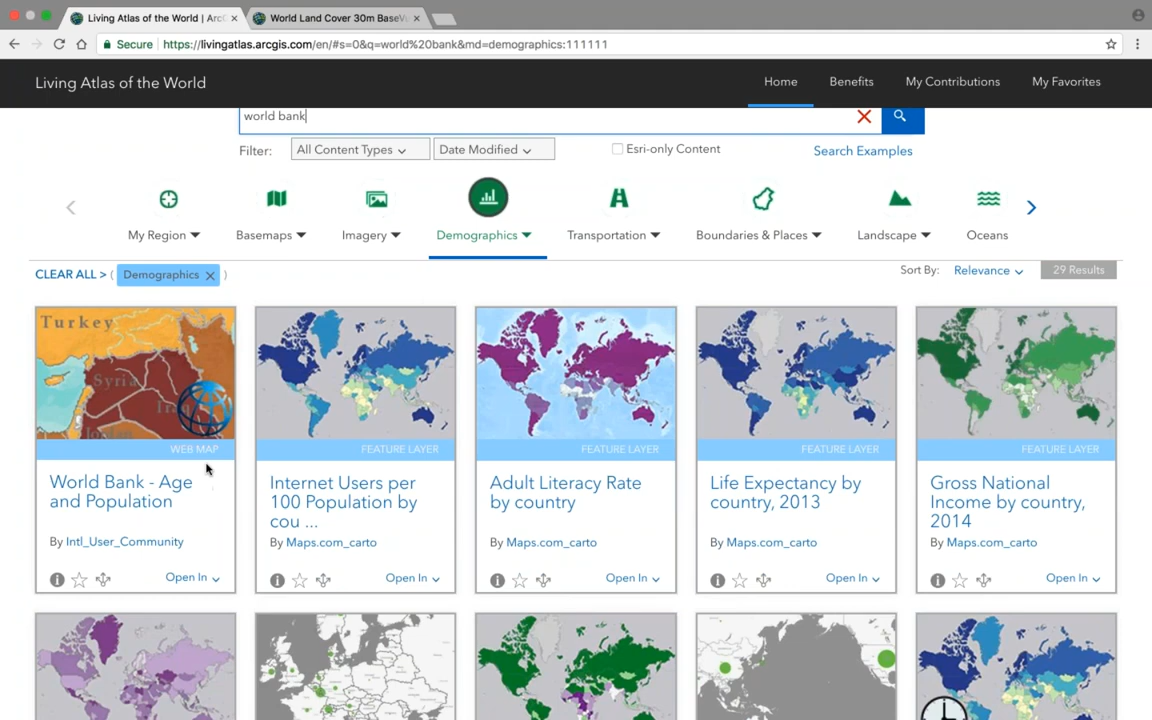 Living Atlas of the World | Arc
World Land Cover 30m BaseV
Secure
https://livingatlas.arcgis.com/en/#s=0&q=world%20bank&md=demographics:111111
Living Atlas of the World
Home
Benefits
My Contributions
My Favorites
world bank
Filter:
All Content Types
Date Modified
Esri-only Content
Search Examples
My Region
Basemaps
Imagery
Demographics
Transportation
Boundaries & Places
Landscape
Oceans
CLEAR ALL > ( Demographics )
Sort By: Relevance
29 Results
Turkey
Syria
Jordan
WEB MAP
World Bank - Age
and Population
By Intl_User_Community
Open In
FEATURE LAYER
Internet Users per
100 Population by
cou ...
By Maps.com_carto
Open In
FEATURE LAYER
Adult Literacy Rate
by country
By Maps.com_carto
Open In
FEATURE LAYER
Life Expectancy by
country, 2013
By Maps.com_carto
Open In
FEATURE LAYER
Gross National
Income by country,
2014
By Maps.com_carto
Open In